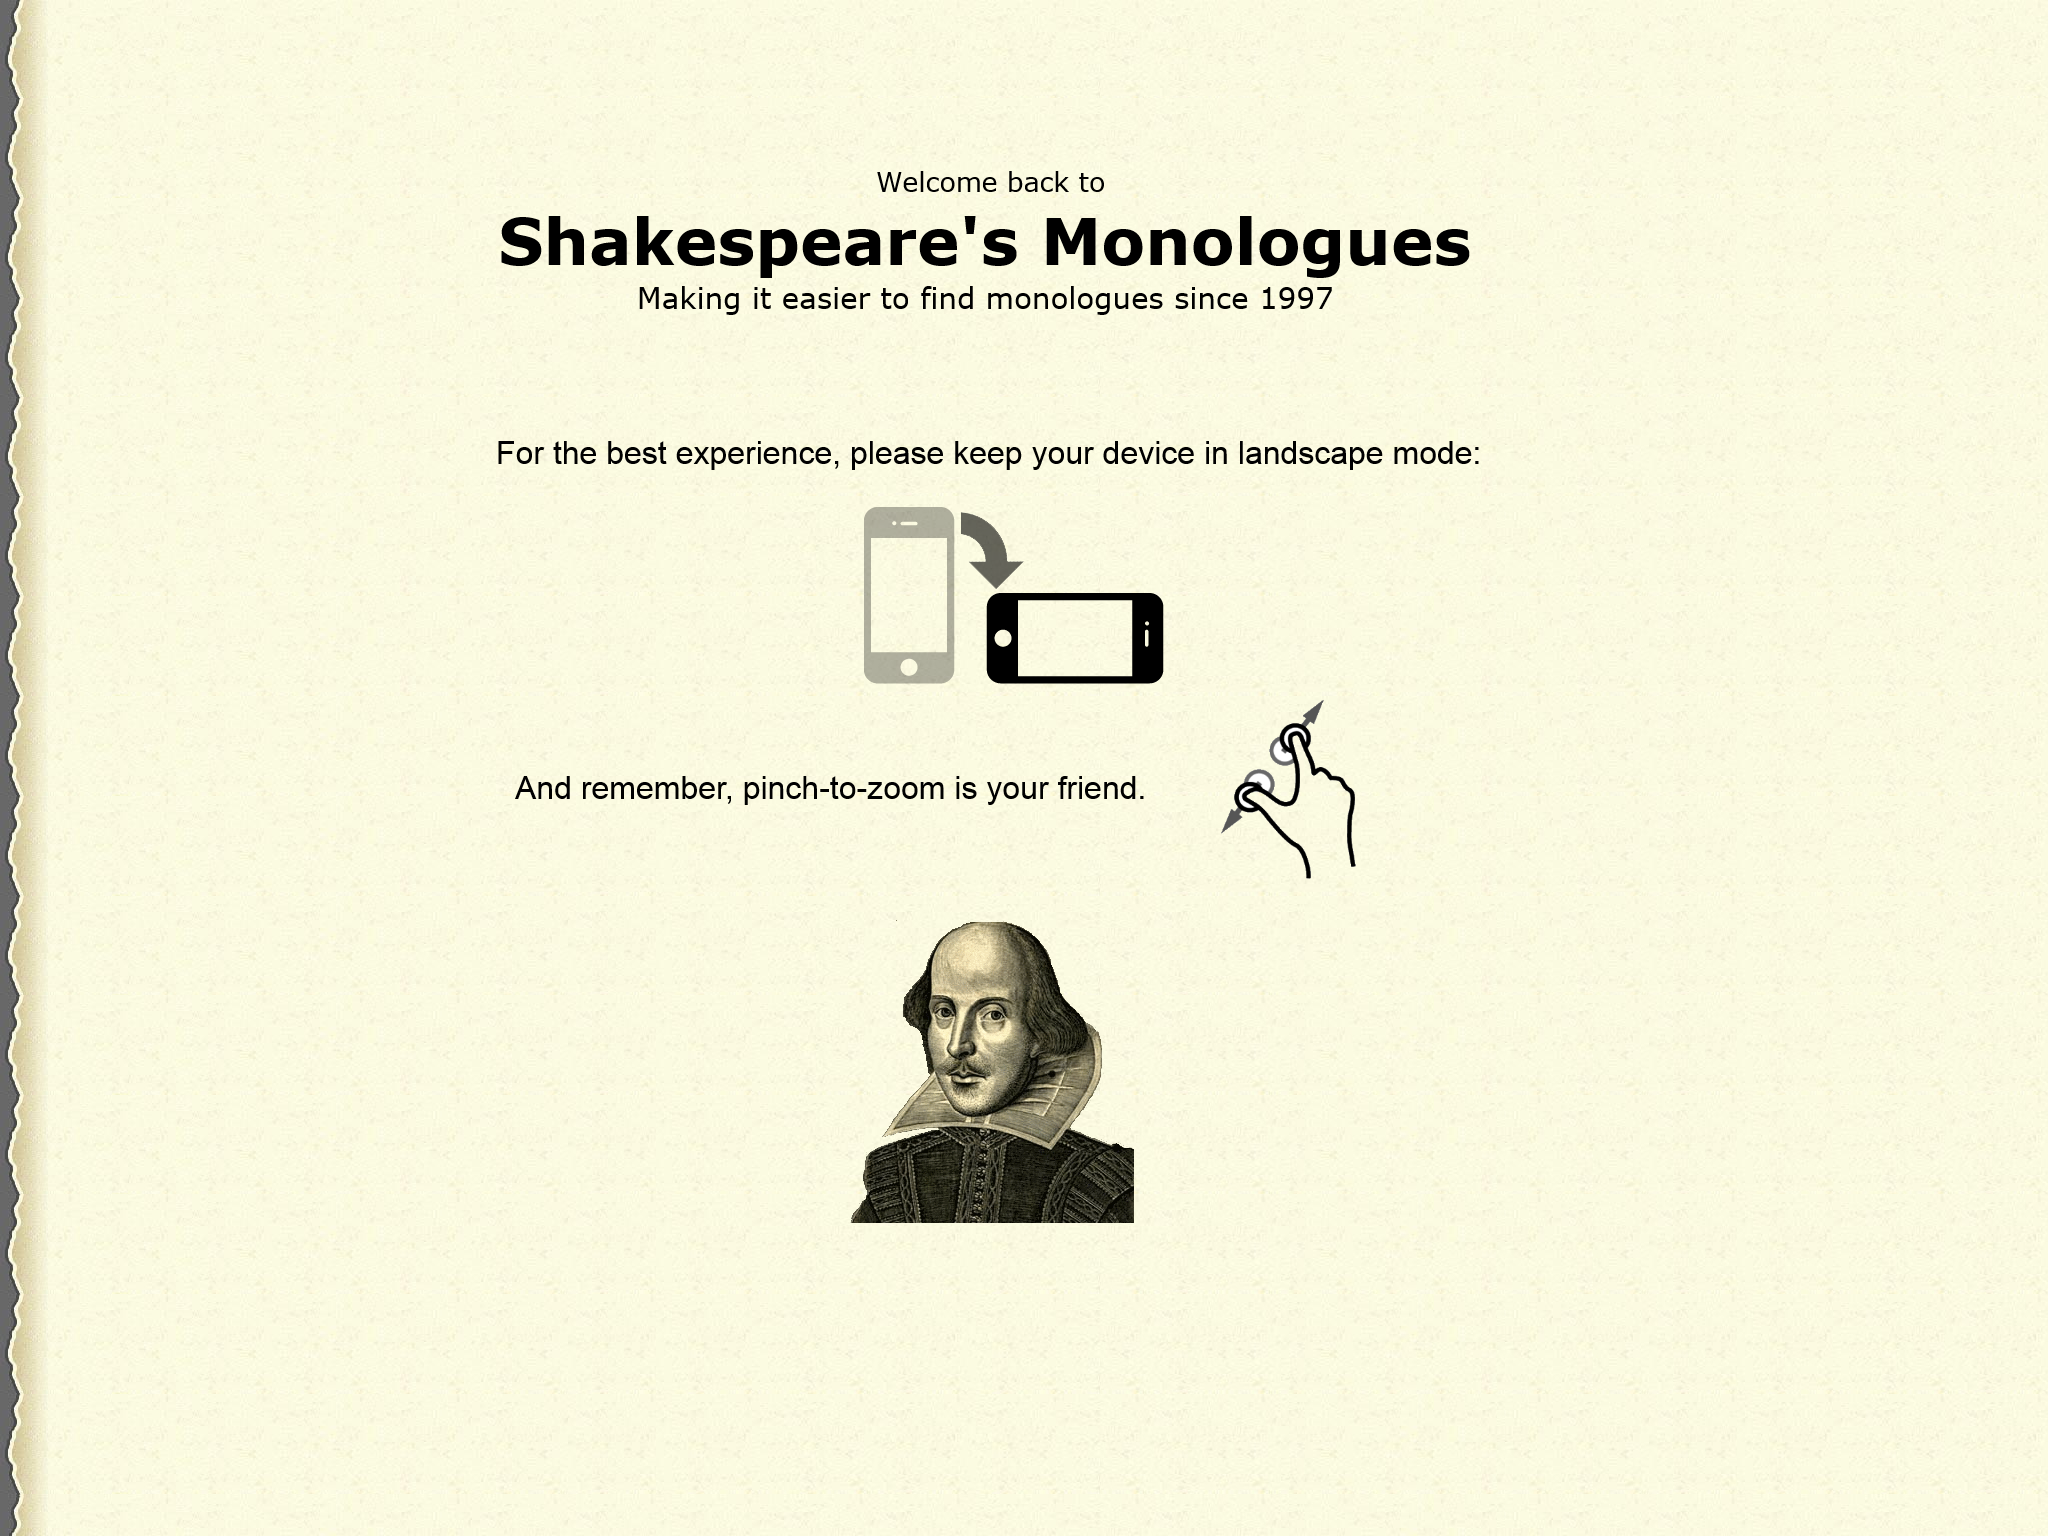 Welcome back to
Shakespeare's Monologues
Making it easier to find monologues since 1997
For the best experience, please keep your device in landscape mode:
And remember, pinch-to-zoom is your friend.